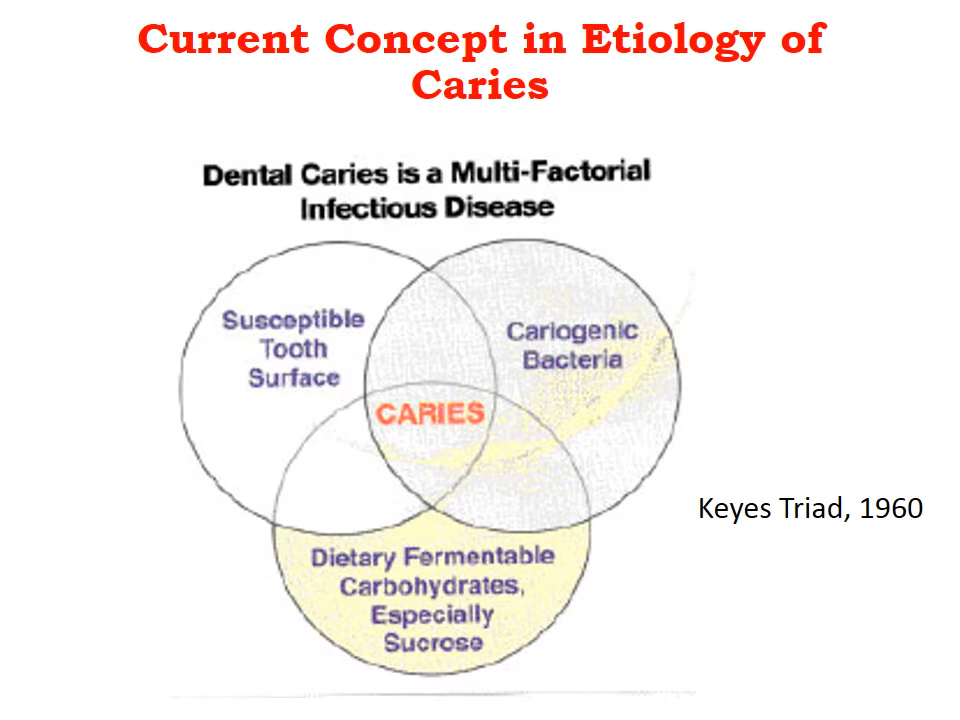 Current Concept in Etiology of
Caries
Dental Caries is a Multi-Factorial
Infectious Disease
Susceptible
Tooth
Surface
Cariogenic
Bacteria
CARIES
Keyes Triad, 1960
Dietary Fermentable
Carbohydrates,
Especially
Sucrose